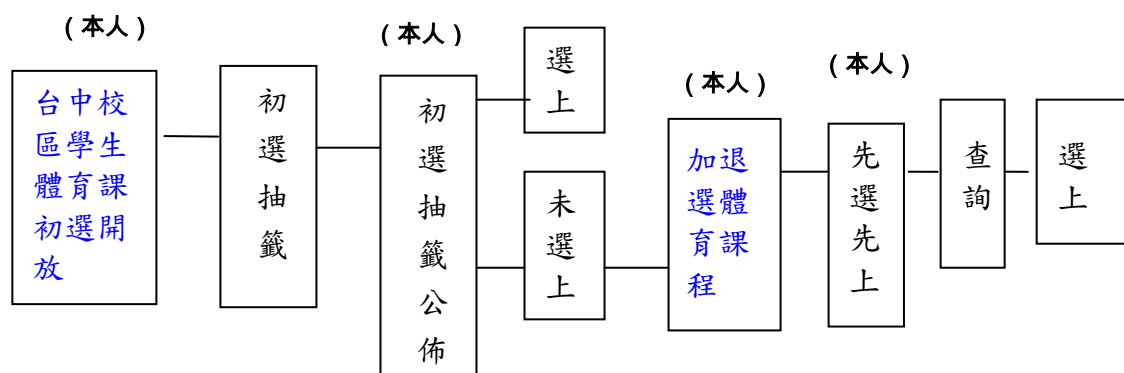 （本人）
台中校
區學生
體育課
初選開
放
初選抽籤
（本人）
初選抽籤公佈
選上
未選上
（本人）
加退
選體
育課
程
（本人）
先選先上
查詢
選上